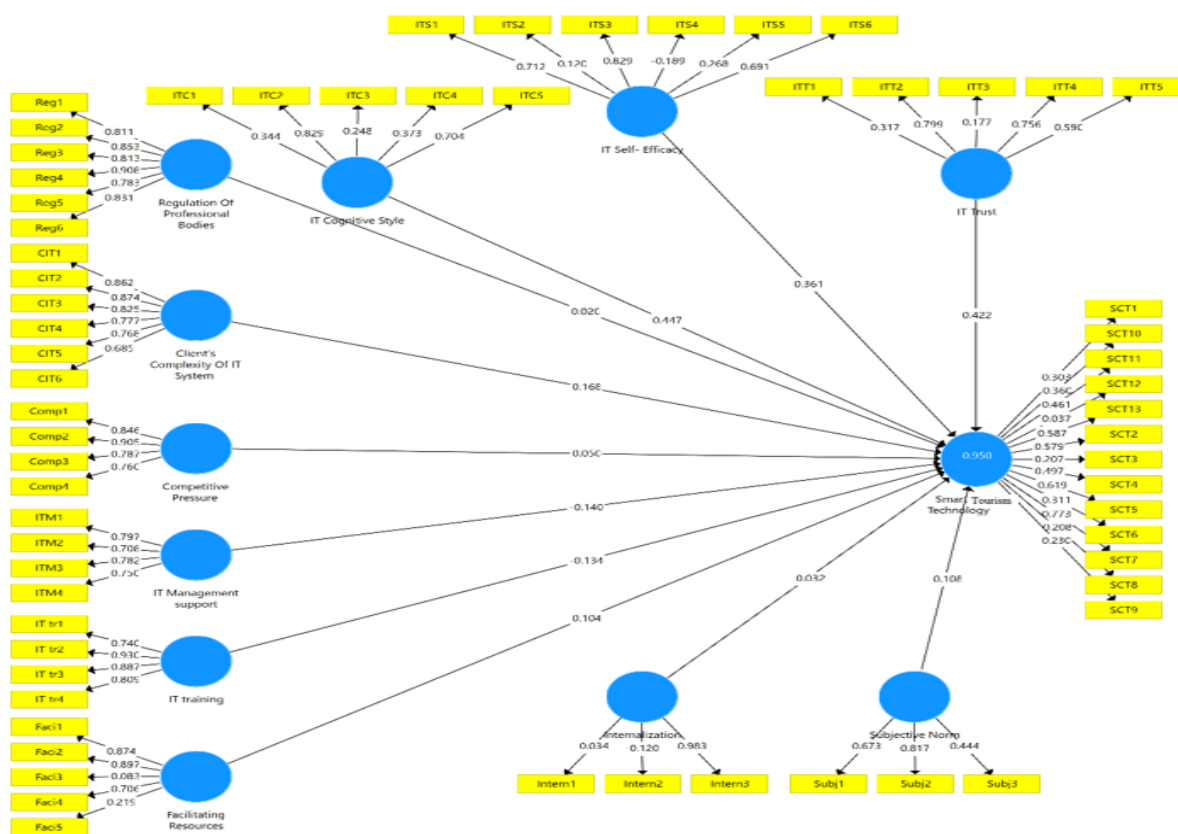 ITS1 ITS2 ITS3 ITS4 ITS5 ITS6
0.712 0.120 0.829 -0.189 0.268 0.691
IT Self- Efficacy
ITT1 ITT2 ITT3 ITT4 ITT5
0.317 0.799 0.177 0.756 0.590
IT Trust
ITC1 ITC2 ITC3 ITC4 ITC5
0.344 0.829 0.248 0.373 0.704
IT Cognitive Style
Reg1
Reg2
Reg3
Reg4
Reg5
Reg6
0.811
0.853
0.813
0.908
0.783
0.831
Regulation Of
Professional
Bodies
CIT1
CIT2
CIT3
CIT4
CIT5
CIT6
0.862
0.874
0.825
0.777
0.768
0.685
Client's
Complexity Of IT
System
Comp1
Comp2
Comp3
Comp4
0.846
0.905
0.787
0.760
Competitive
Pressure
ITM1
ITM2
ITM3
ITM4
0.797
0.708
0.782
0.750
IT Management
support
IT tr1
IT tr2
IT tr3
IT tr4
0.740
0.930
0.887
0.809
IT training
Faci1
Faci2
Faci3
Faci4
Faci5
0.874
0.897
0.083
0.706
0.219
Facilitating
Resources
0.361
0.422
0.447
0.020
0.168
0.050
-0.140
-0.134
0.104
0.032
0.108
0.950
Smart Tourism
Technology
SCT1
SCT10
SCT11
SCT12
SCT13
SCT2
SCT3
SCT4
SCT5
SCT6
SCT7
SCT8
SCT9
0.303
0.360
0.461
0.037
0.587
0.579
0.207
0.497
0.619
0.311
0.773
0.208
0.230
Internalization
0.034 -0.120 0.983
Intern1 Intern2 Intern3
Subjective Norm
0.673 0.817 0.444
Subj1 Subj2 Subj3